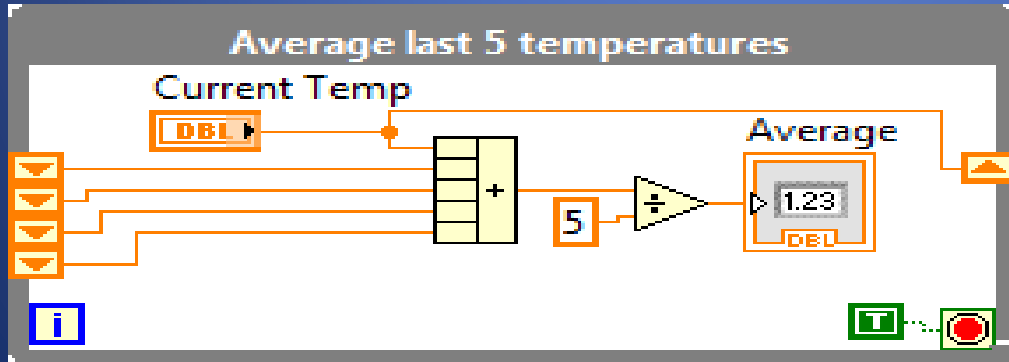 Average last 5 temperatures
Current Temp
DBL
Average
+
5
÷
1.23
DBL
i
T